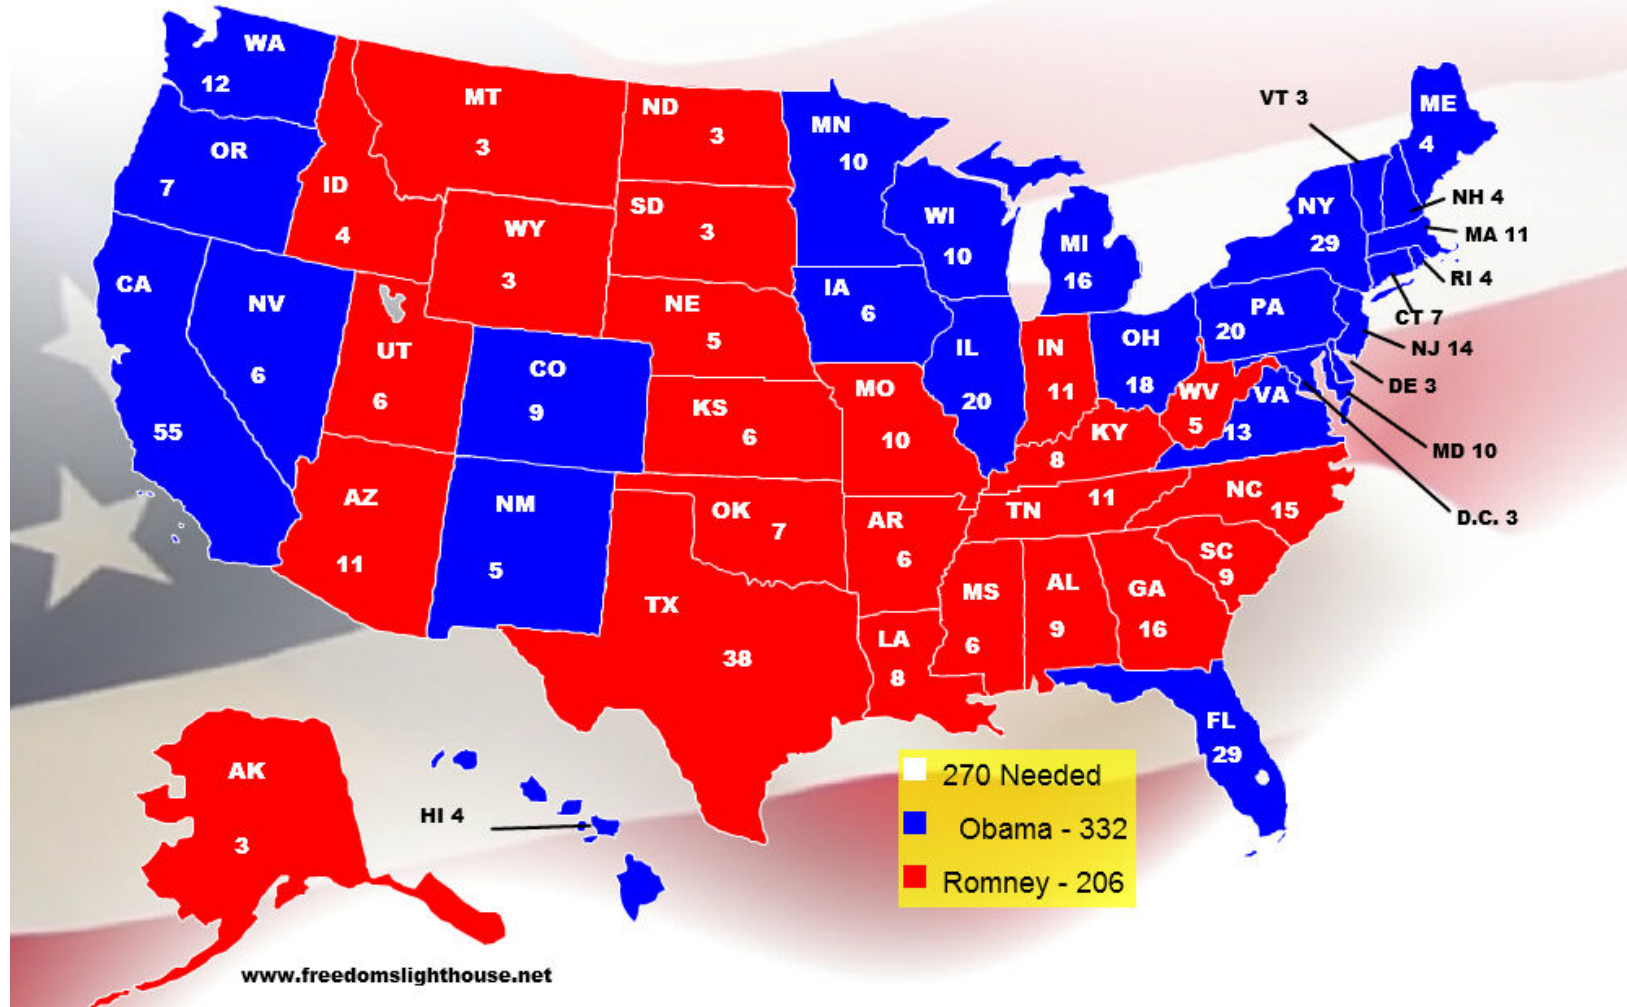 WA
12
OR
7
CA
55
NV
6
ID
4
MT
3
WY
3
UT
6
AZ
11
CO
9
NM
5
ND
3
SD
3
NE
5
KS
6
OK
7
TX
38
MN
10
IA
6
MO
10
AR
6
LA
8
WI
10
IL
20
MI
16
IN
11
OH
18
KY
8
TN
11
MS
6
AL
9
GA
16
FL
29
SC
9
NC
15
VA
13
WV
5
PA
20
NY
29
VT 3
ME
4
NH 4
MA 11
RI 4
CT 7
NJ 14
DE 3
MD 10
D.C. 3
AK
3
HI 4
270 Needed
Obama - 332
Romney - 206
www.freedomslighthouse.net